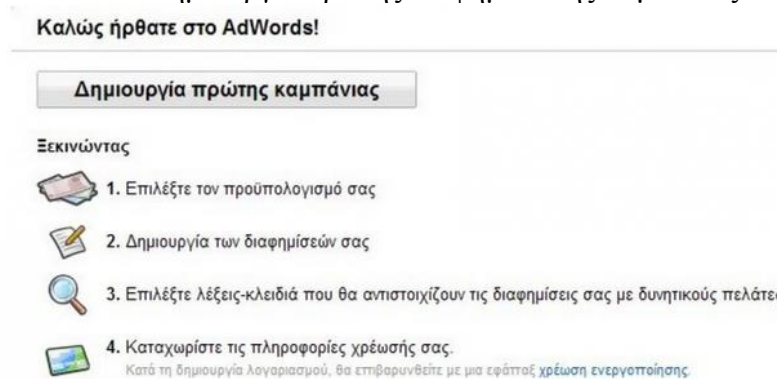 Καλώς ήρθατε στο AdWords!
Δημιουργία πρώτης καμπάνιας
Ξεκινώντας
1. Επιλέξτε τον προϋπολογισμό σας
2. Δημιουργία των διαφημίσεών σας
3. Επιλέξτε λέξεις-κλειδιά που θα αντιστοιχίζουν τις διαφημίσεις σας με δυνητικούς πελάτες
4. Καταχωρίστε τις πληροφορίες χρέωσής σας.
Κατά τη δημιουργία λογαριασμού, θα επιβαρυνθείτε με μια εφάπαξ χρέωση ενεργοποίησης.